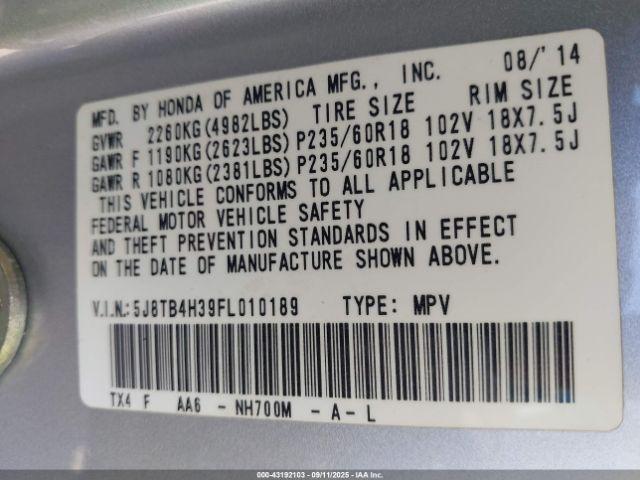 MFD. BY HONDA OF AMERICA MFG., INC. 08/'14
GVWR 2260KG(4982LBS) TIRE SIZE RIM SIZE
GAWR F 1190KG(2623LBS) P235/60R18 102V 18X7.5J
GAWR R 1080KG(2381LBS) P235/60R18 102V 18X7.5J
THIS VEHICLE CONFORMS TO ALL APPLICABLE
FEDERAL MOTOR VEHICLE SAFETY
AND THEFT PREVENTION STANDARDS IN EFFECT
ON THE DATE OF MANUFACTURE SHOWN ABOVE.
V.I.N.: 5J8TB4H39FL010189 TYPE: MPV
TX4 F AA6 - NH700M - A - L
000-43192103 - 09/11/2025 - IAAI.COM